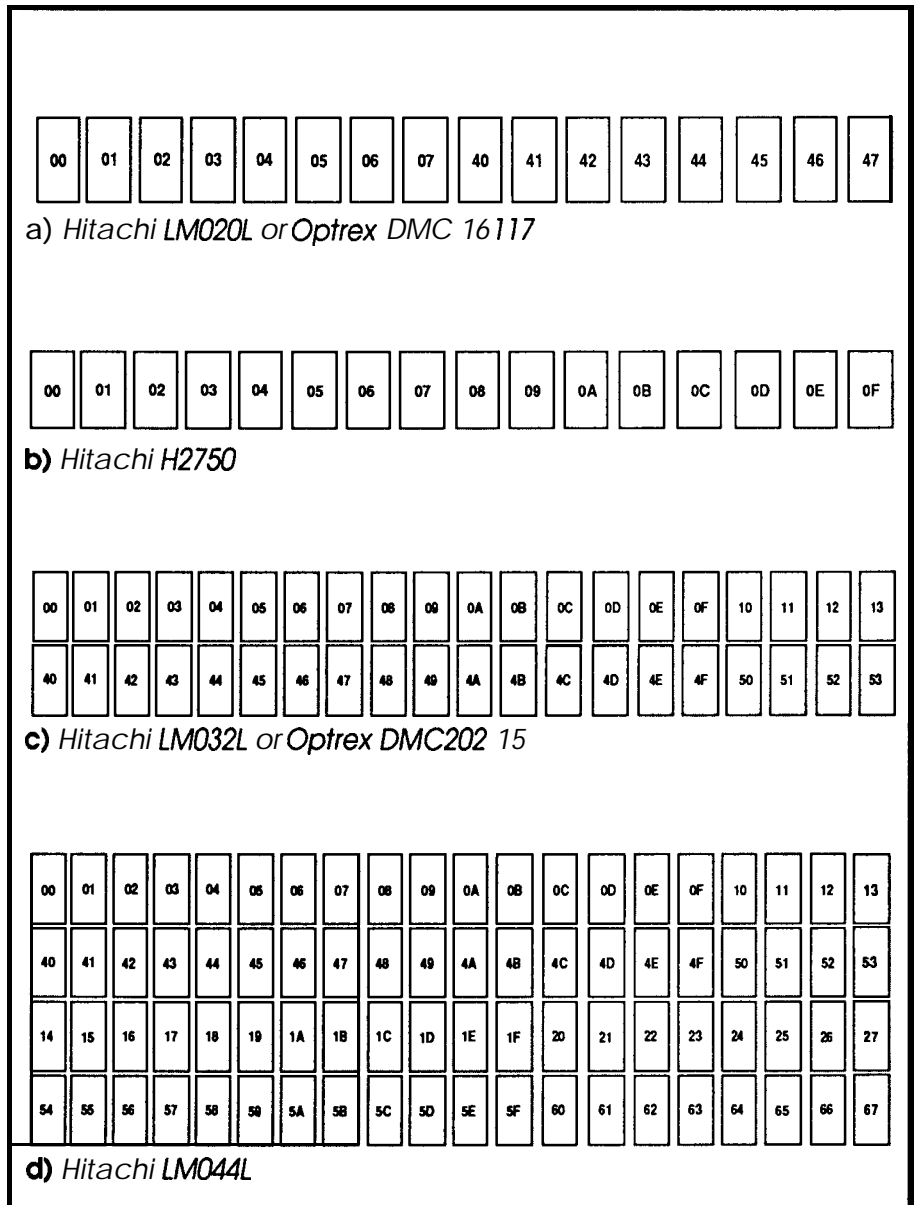 00 01 02 03 04 05 06 07 40 41 42 43 44 45 46 47
a) Hitachi LM020L or Optrex DMC 16117
00 01 02 03 04 05 06 07 08 09 0A 0B 0C 0D 0E 0F
b) Hitachi H2750
00 01 02 03 04 05 06 07 08 09 0A 0B 0C 0D 0E 0F 10 11 12 13
40 41 42 43 44 45 46 47 48 49 4A 4B 4C 4D 4E 4F 50 51 52 53
c) Hitachi LM032L or Optrex DMC202 15
00 01 02 03 04 05 06 07 08 09 0A 0B 0C 0D 0E 0F 10 11 12 13
40 41 42 43 44 45 46 47 48 49 4A 4B 4C 4D 4E 4F 50 51 52 53
14 15 16 17 18 19 1A 1B 1C 1D 1E 1F 20 21 22 23 24 25 26 27
54 55 56 57 58 59 5A 5B 5C 5D 5E 5F 60 61 62 63 64 65 66 67
d) Hitachi LM044L